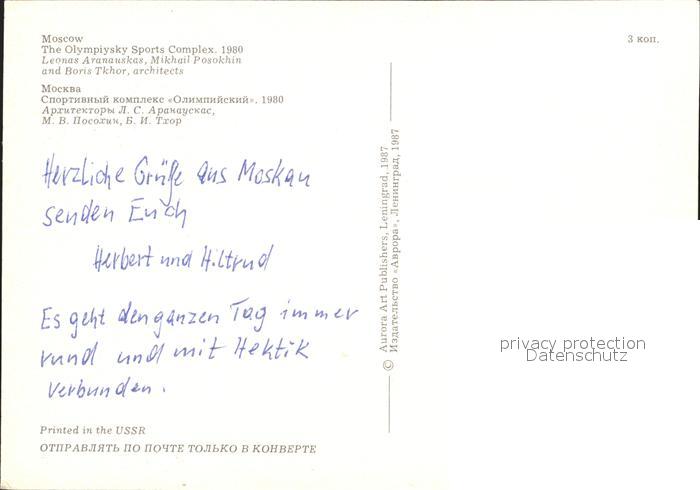 Moscow
The Olympiysky Sports Complex. 1980
Leonas Aranauskas, Mikhail Posokhin
and Boris Tkhor, architects
Москва
Спортивный комплекс «Олимпийский». 1980
Архитекторы Л. С. Аранаускас,
М. В. Посохин, Б. И. Тхор
3 коп.
Herzliche Grüße aus Moskau
senden Euch
Herbert und Hiltrud
Es geht den ganzen Tag immer
rund und mit Hektik
verbunden.
© Aurora Art Publishers, Leningrad, 1987
Издательство «Аврора», Ленинград, 1987
privacy protection
Datenschutz
Printed in the USSR
ОТПРАВЛЯТЬ ПО ПОЧТЕ ТОЛЬКО В КОНВЕРТЕ